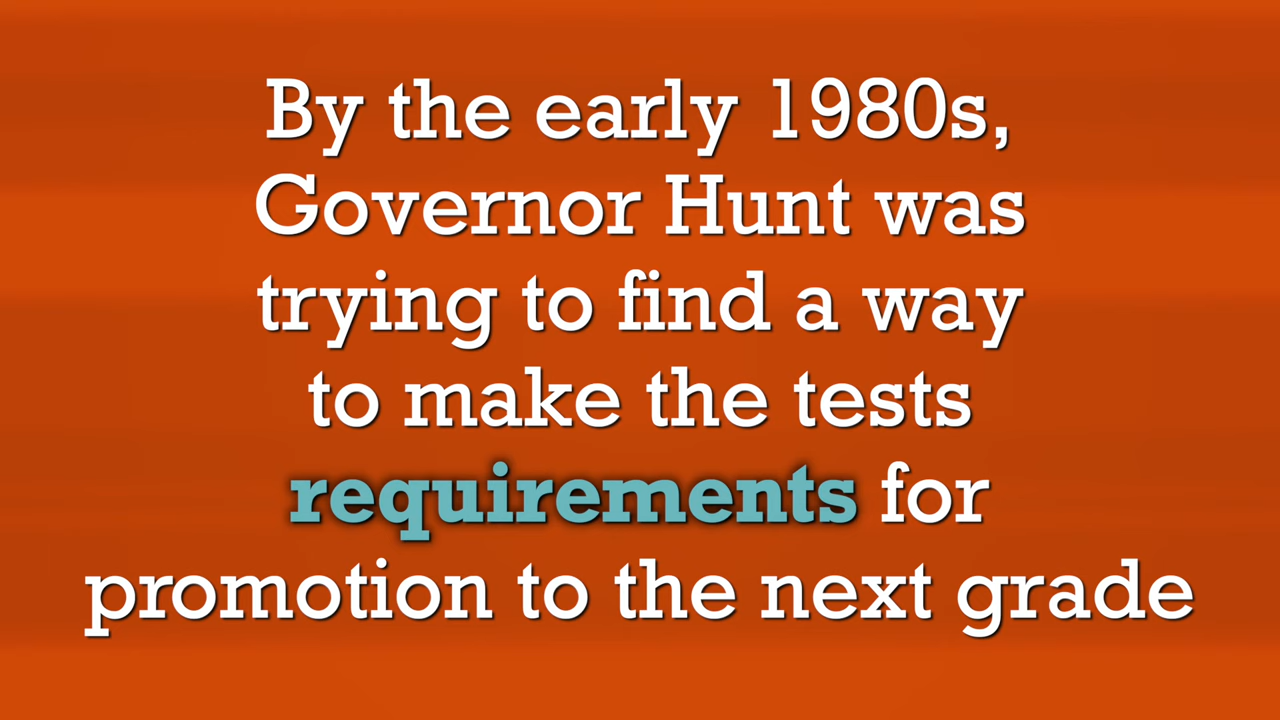 By the early 1980s,
Governor Hunt was
trying to find a way
to make the tests
requirements for
promotion to the next grade